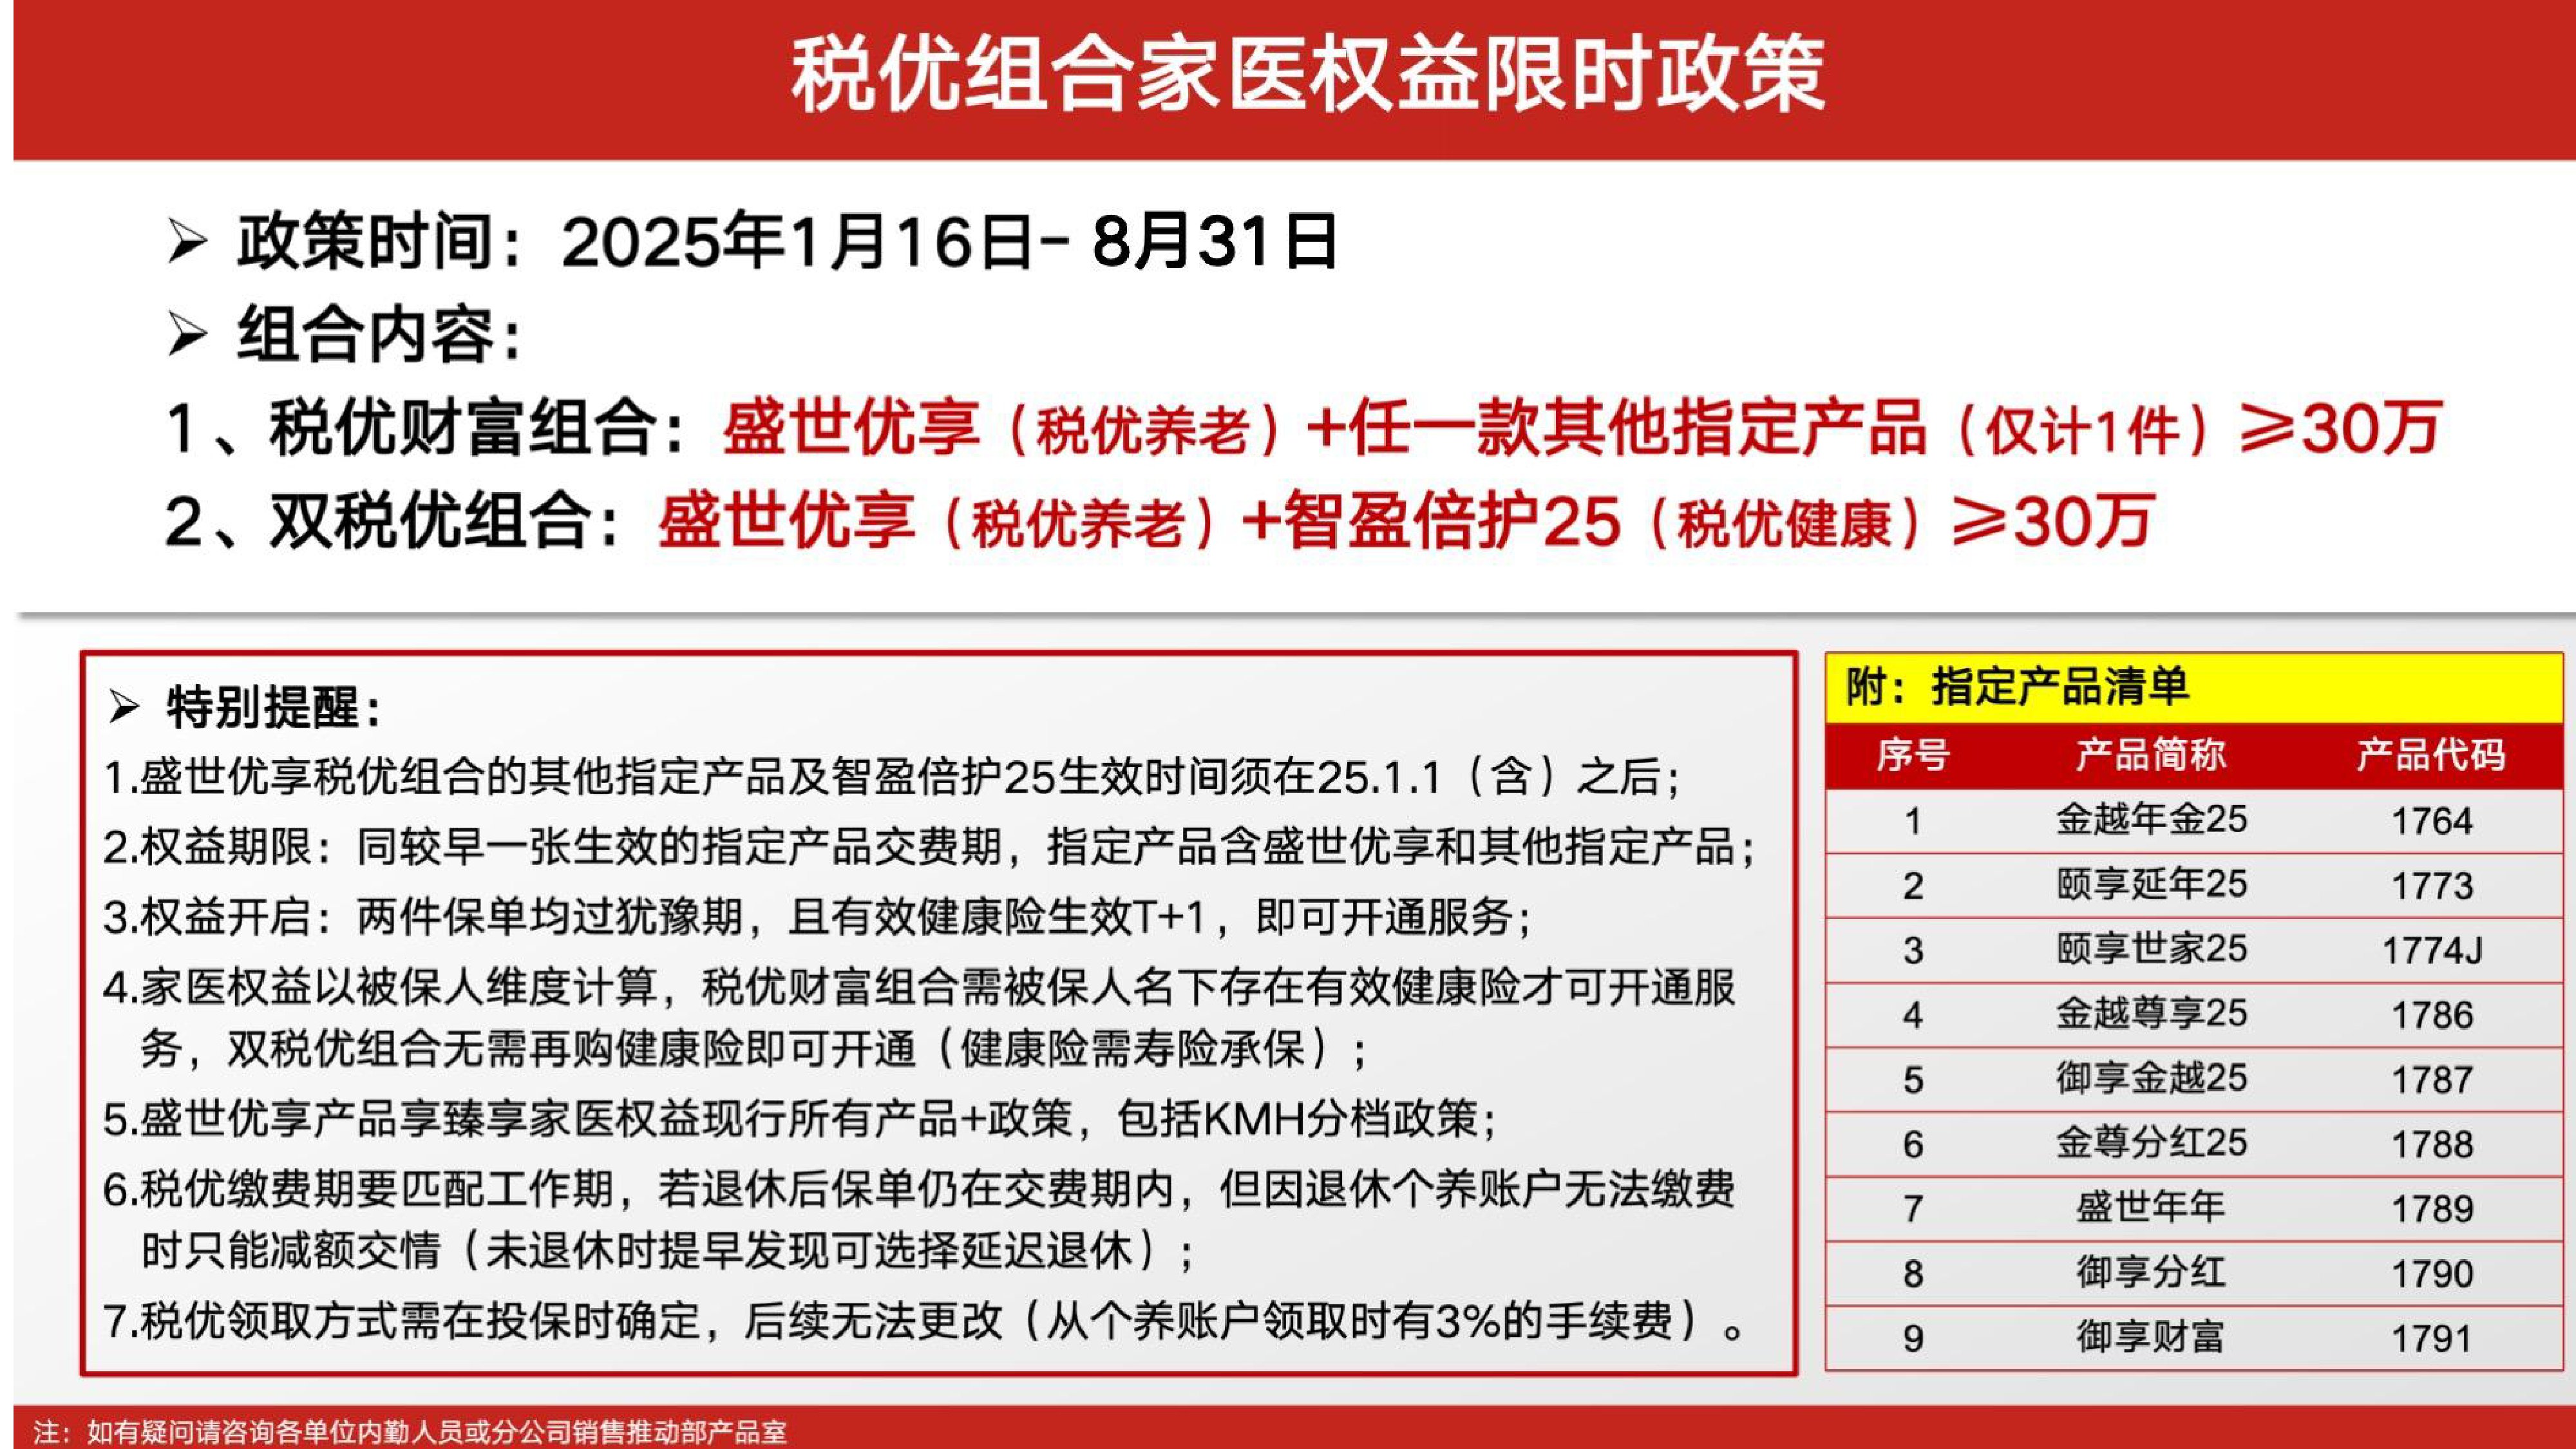 税优组合家医权益限时政策
➢ 政策时间：2025年1月16日- 8月31日
➢ 组合内容：
1、税优财富组合：盛世优享（税优养老）+任一款其他指定产品（仅计1件）≥30万
2、双税优组合：盛世优享（税优养老）+智盈倍护25（税优健康）≥30万
➢ 特别提醒：
1.盛世优享税优组合的其他指定产品及智盈倍护25生效时间须在25.1.1（含）之后；
2.权益期限：同较早一张生效的指定产品交费期，指定产品含盛世优享和其他指定产品；
3.权益开启：两件保单均过犹豫期，且有效健康险生效T+1，即可开通服务；
4.家医权益以被保人维度计算，税优财富组合需被保人名下存在有效健康险才可开通服
务，双税优组合无需再购健康险即可开通（健康险需寿险承保）；
5.盛世优享产品享臻享家医权益现行所有产品+政策，包括KMH分档政策；
6.税优缴费期要匹配工作期，若退休后保单仍在交费期内，但因退休个养账户无法缴费
时只能减额交情（未退休时提早发现可选择延迟退休）；
7.税优领取方式需在投保时确定，后续无法更改（从个养账户领取时有3%的手续费）。
附：指定产品清单
序号 产品简称 产品代码
1 金越年金25 1764
2 颐享延年25 1773
3 颐享世家25 1774J
4 金越尊享25 1786
5 御享金越25 1787
6 金尊分红25 1788
7 盛世年年 1789
8 御享分红 1790
9 御享财富 1791
注：如有疑问请咨询各单位内勤人员或分公司销售推动部产品室